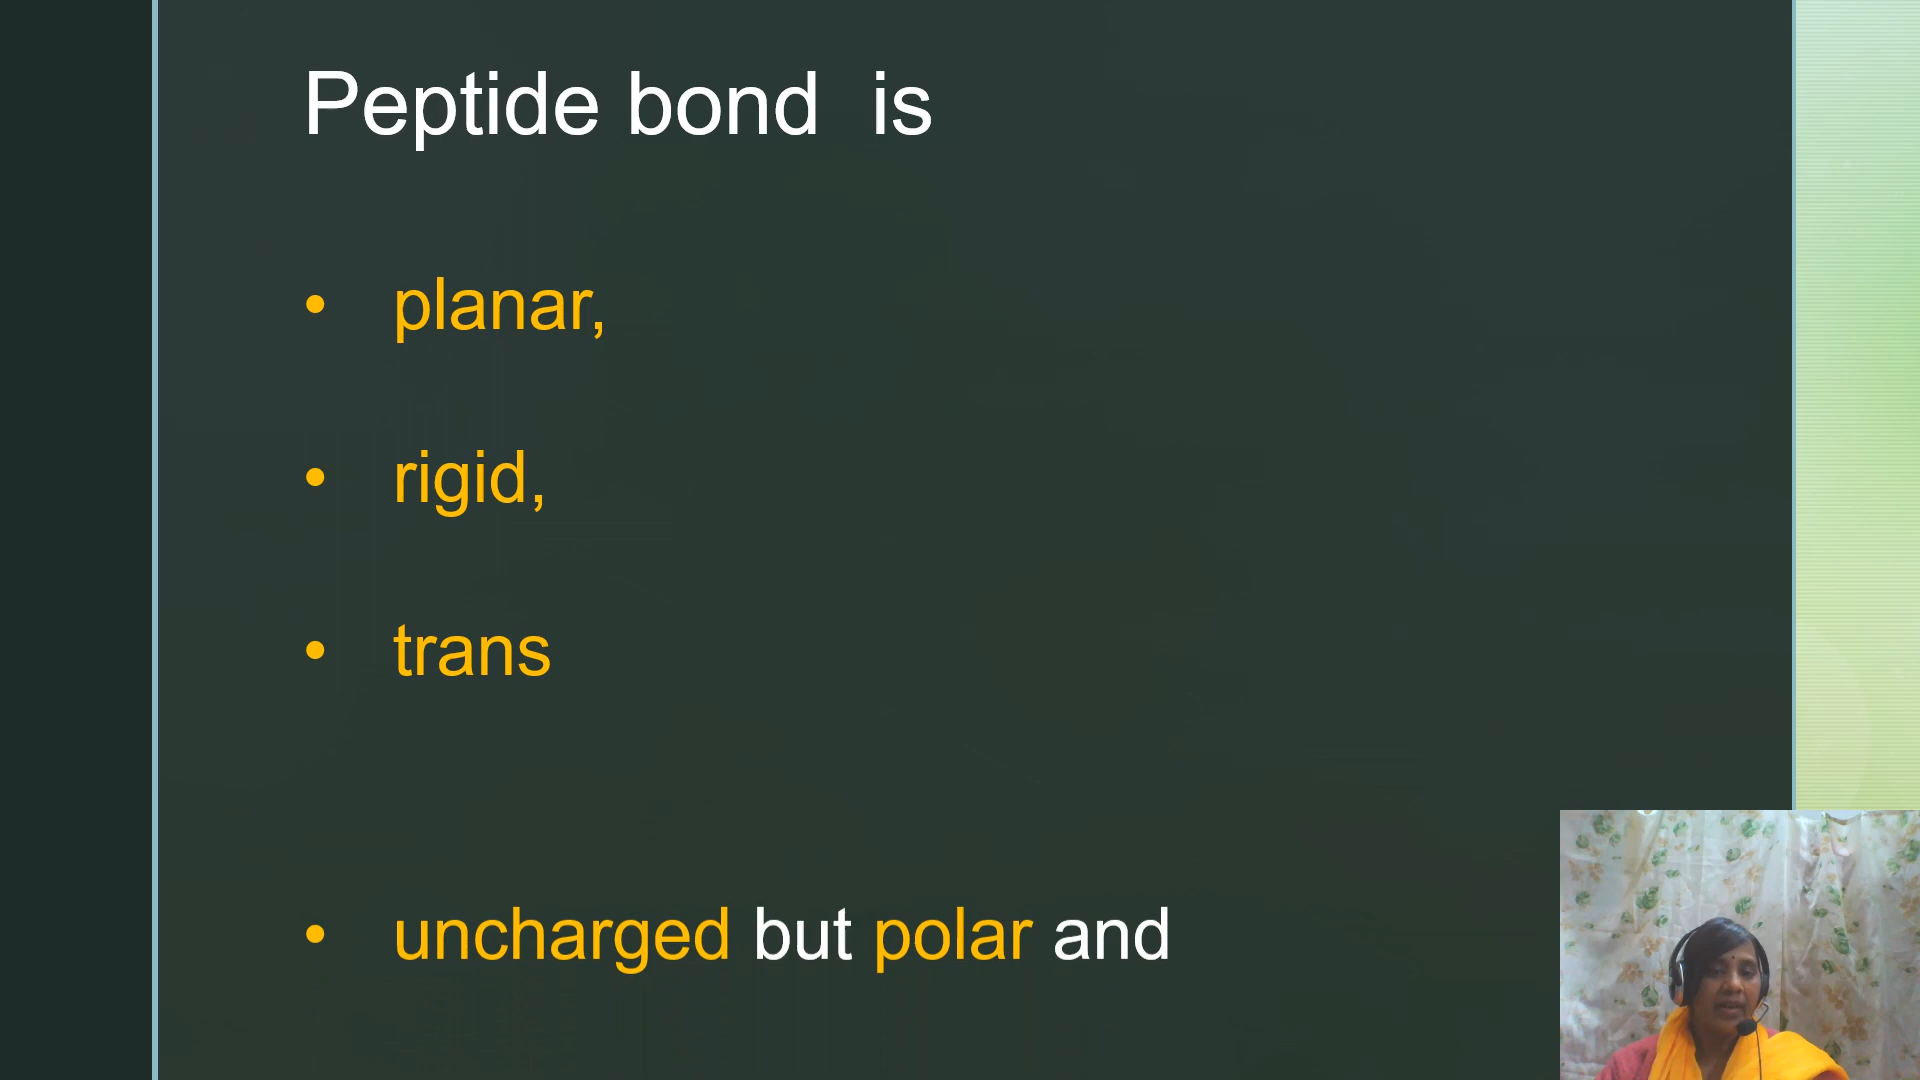 Peptide bond  is
• planar,
• rigid,
• trans
• uncharged but polar and